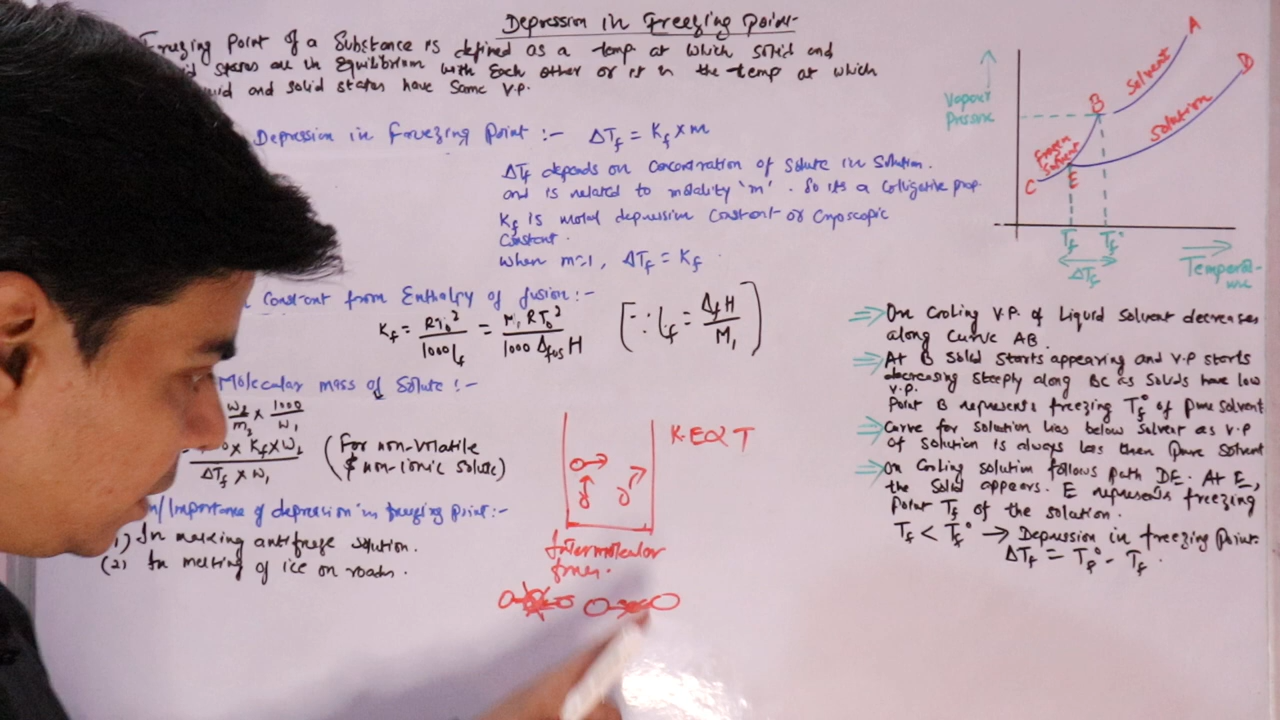 Depression in Freezing Point
Freezing Point of a Substance is defined as a temp at which solid and
states are in Equilibrium with Each other or it is the temp at which
and solid states have Same V.P.
Depression in Freezing Point :- ΔTf = Kf × m
ΔTf depends on Concentration of Solute in Solution.
and is related to molality 'm'. So its a Colligative prop.
Kf is molal depression Constant or Cryoscopic
Constant.
When m=1, ΔTf = Kf
Constant from Enthalpy of fusion :-
Kf = RT₀² / 1000 Lf = M₁ RT₀² / 1000 ΔfusH [∵ Lf = ΔfH / M₁]
Molecular mass of Solute :-
× 1000 / W₁
× Kf × W₂ / ΔTf × W₁ (For non-volatile
& non-ionic solute)
/Importance of depression in freezing point :-
(1) In making antifreeze solution.
(2) In melting of ice on roads.
K.E ∝ T
Intermolecular
forces.
Vapour
Pressure
A
Solvent
D
B
Solution
Frozen
Solvent
C
E
Tf Tf°
ΔTf
Tempera-
ture
⇒ On Cooling V.P. of Liquid Solvent decreases
along Curve AB.
⇒ At B Solid Starts appearing and V.P starts
decreasing steeply along BC as Solids have low
V.P.
Point B represents freezing Tf° of Pure solvent
⇒ Curve for Solution lies below Solvent as V.P
of Solution is always less then Pure Solvent
⇒ On Cooling solution follows path DE. At E,
the Solid appears. E represents freezing
Point Tf of the solution.
Tf < Tf° → Depression in freezing Point
ΔTf = Tf° - Tf.